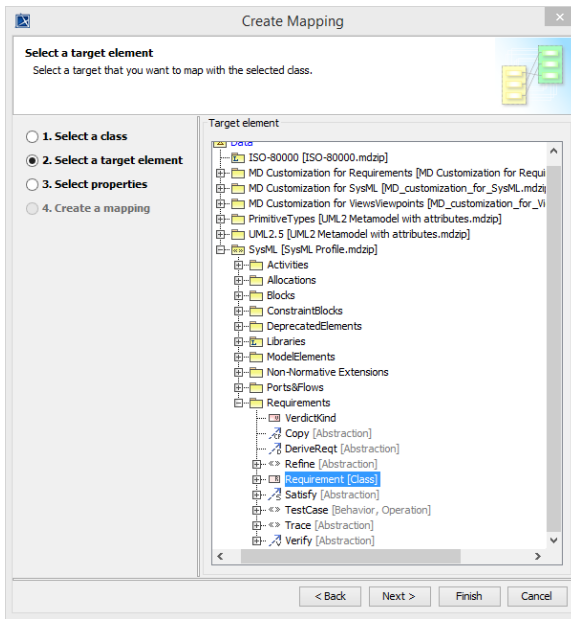 Create Mapping
Select a target element
Select a target that you want to map with the selected class.
1. Select a class
2. Select a target element
3. Select properties
4. Create a mapping
Target element
Data
ISO-80000 [ISO-80000.mdzip]
MD Customization for Requirements [MD Customization for Requi
MD Customization for SysML [MD_customization_for_SysML.mdzip
MD Customization for ViewsViewpoints [MD_customization_for_Vi
PrimitiveTypes [UML2 Metamodel with attributes.mdzip]
UML2.5 [UML2 Metamodel with attributes.mdzip]
SysML [SysML Profile.mdzip]
Activities
Allocations
Blocks
ConstraintBlocks
DeprecatedElements
Libraries
ModelElements
Non-Normative Extensions
Ports&Flows
Requirements
VerdictKind
Copy [Abstraction]
DeriveReqt [Abstraction]
Refine [Abstraction]
Requirement [Class]
Satisfy [Abstraction]
TestCase [Behavior, Operation]
Trace [Abstraction]
Verify [Abstraction]
< Back Next > Finish Cancel